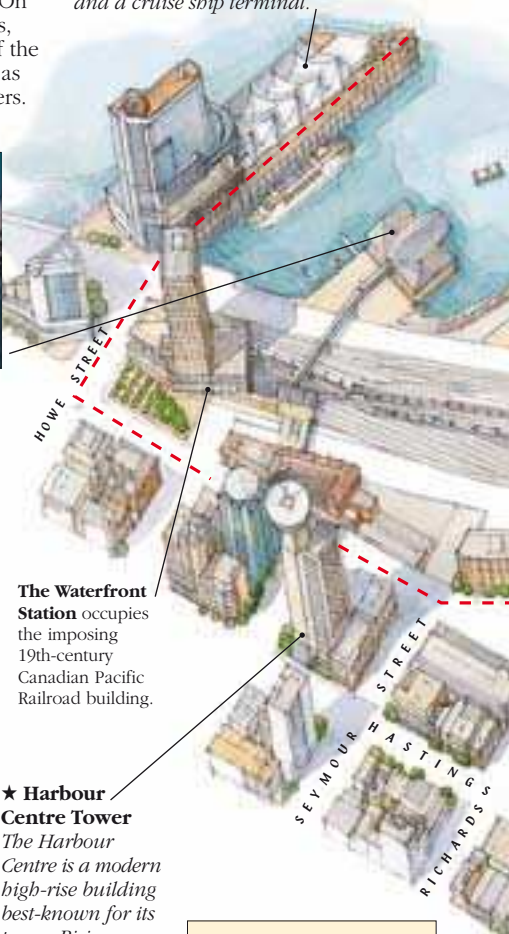 On
and a cruise ship terminal.
s,
f the
as
ers.
HOWE STREET
The Waterfront
Station occupies
the imposing
19th-century
Canadian Pacific
Railroad building.
SEYMOUR STREET
HASTINGS
RICHARDS
★ Harbour
Centre Tower
The Harbour
Centre is a modern
high-rise building
best-known for its